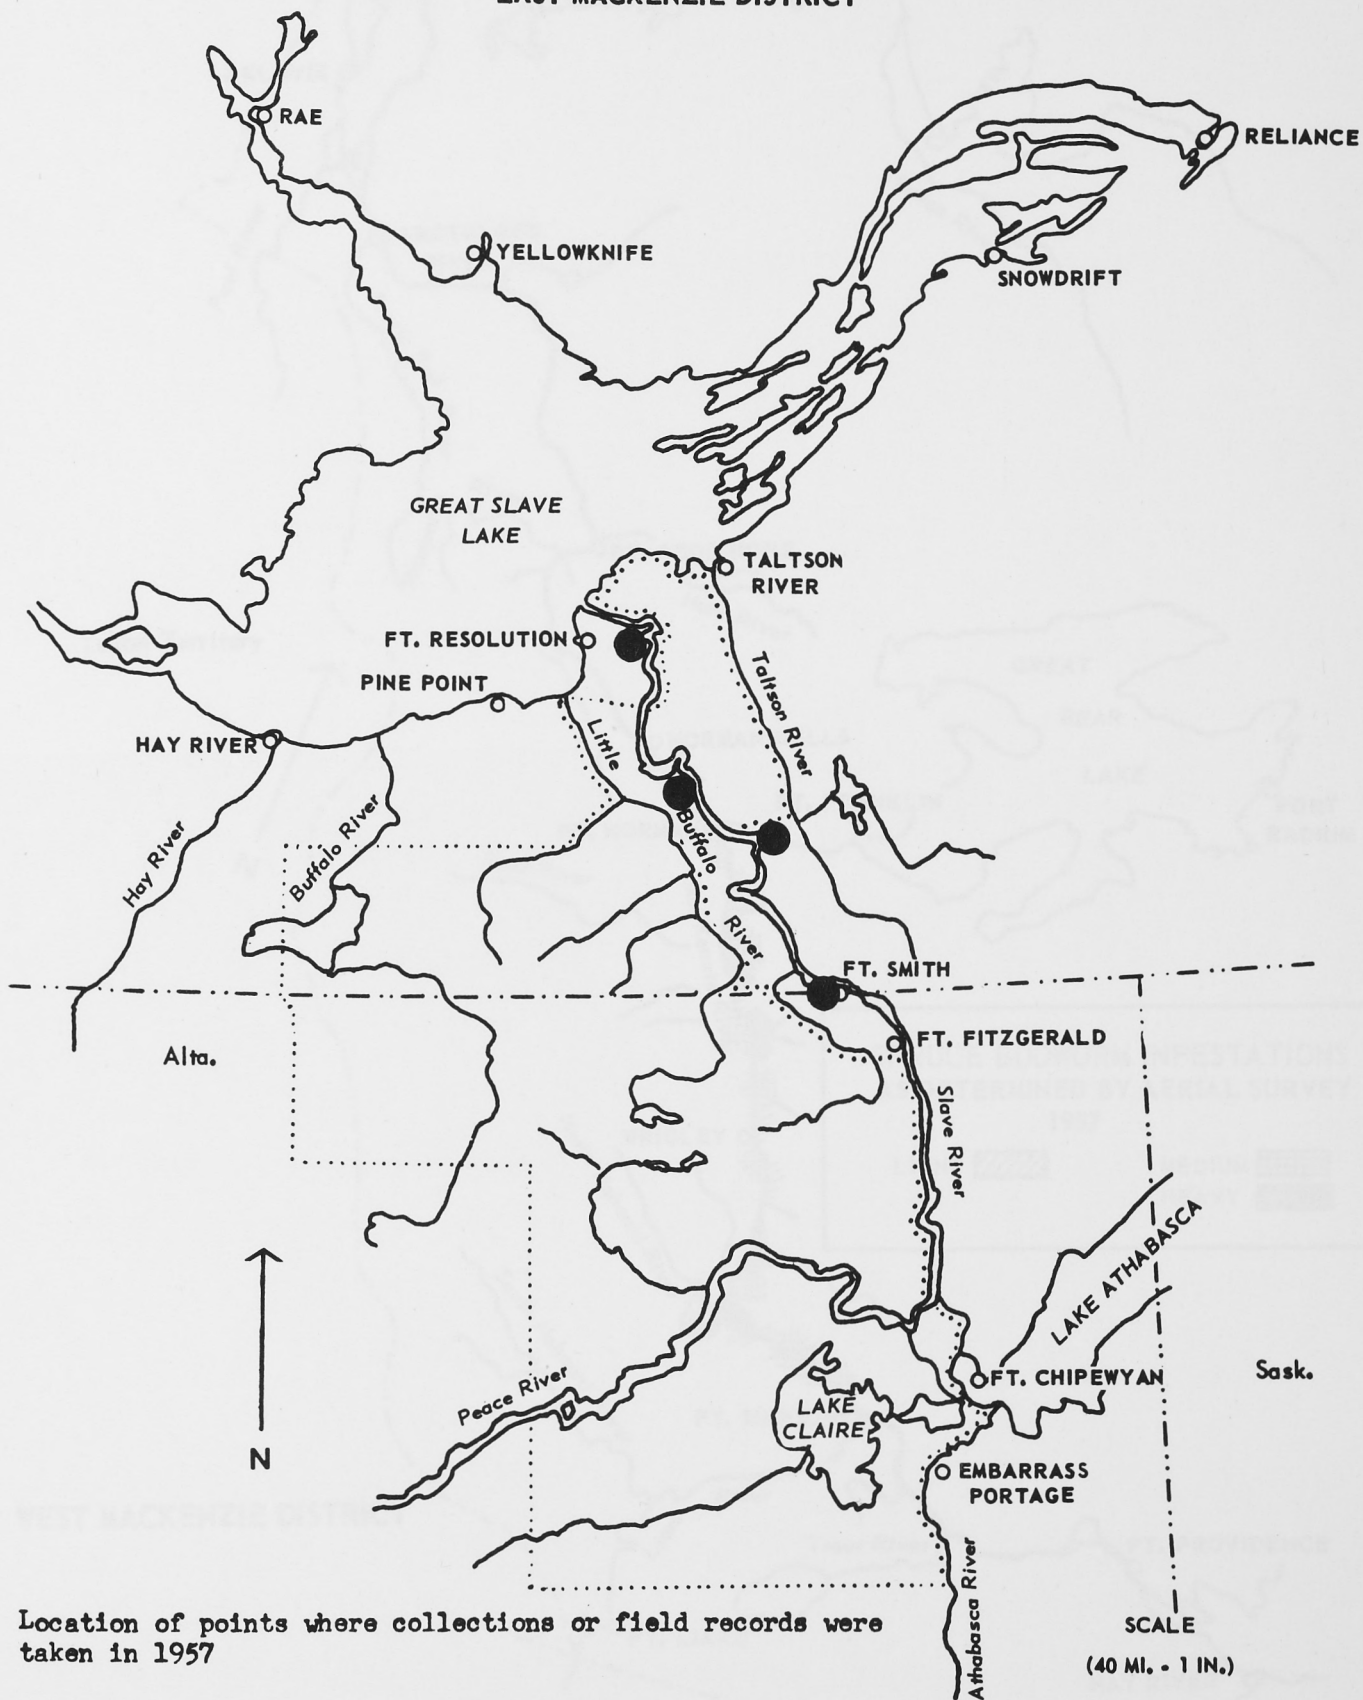 EAST MACKENZIE DISTRICT
RAE
RELIANCE
YELLOWKNIFE
SNOWDRIFT
GREAT SLAVE
LAKE
TALTSON
RIVER
FT. RESOLUTION
PINE POINT
Taltson River
HAY RIVER
Little
Buffalo
River
Hay River
Buffalo River
FT. SMITH
FT. FITZGERALD
Alta.
Slave River
LAKE ATHABASCA
Peace River
FT. CHIPEWYAN
Sask.
LAKE
CLAIRE
N
EMBARRASS
PORTAGE
Athabasca River
Location of points where collections or field records were
taken in 1957
SCALE
(40 MI. - 1 IN.)